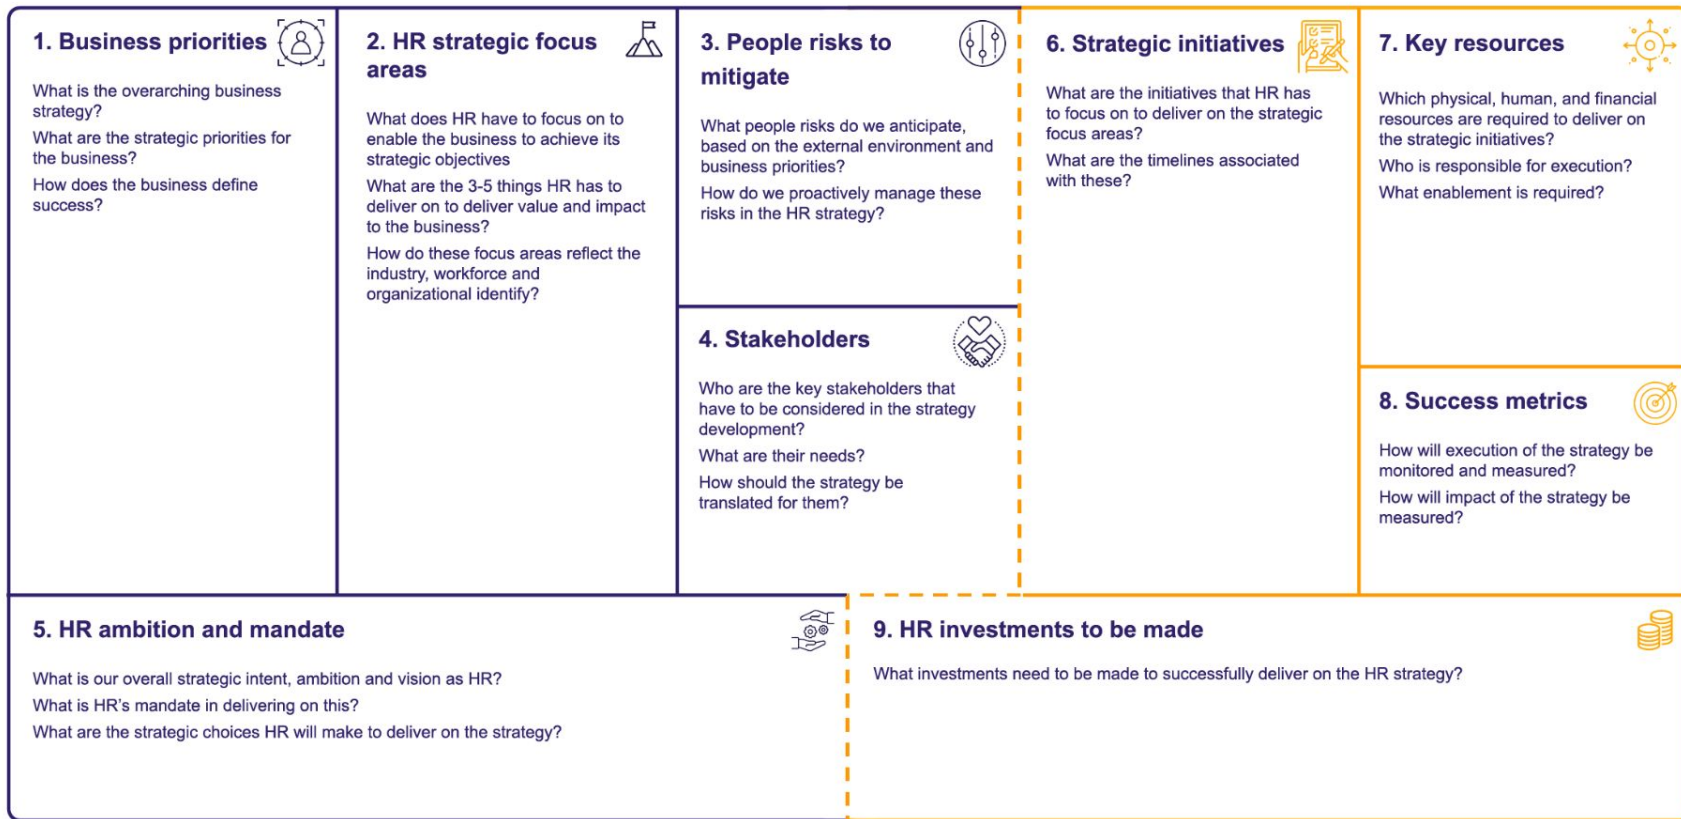 1. Business priorities
What is the overarching business
strategy?
What are the strategic priorities for
the business?
How does the business define
success?
2. HR strategic focus
areas
What does HR have to focus on to
enable the business to achieve its
strategic objectives
What are the 3-5 things HR has to
deliver on to deliver value and impact
to the business?
How do these focus areas reflect the
industry, workforce and
organizational identify?
3. People risks to
mitigate
What people risks do we anticipate,
based on the external environment and
business priorities?
How do we proactively manage these
risks in the HR strategy?
4. Stakeholders
Who are the key stakeholders that
have to be considered in the strategy
development?
What are their needs?
How should the strategy be
translated for them?
5. HR ambition and mandate
What is our overall strategic intent, ambition and vision as HR?
What is HR's mandate in delivering on this?
What are the strategic choices HR will make to deliver on the strategy?
6. Strategic initiatives
What are the initiatives that HR has
to focus on to deliver on the strategic
focus areas?
What are the timelines associated
with these?
7. Key resources
Which physical, human, and financial
resources are required to deliver on
the strategic initiatives?
Who is responsible for execution?
What enablement is required?
8. Success metrics
How will execution of the strategy be
monitored and measured?
How will impact of the strategy be
measured?
9. HR investments to be made
What investments need to be made to successfully deliver on the HR strategy?